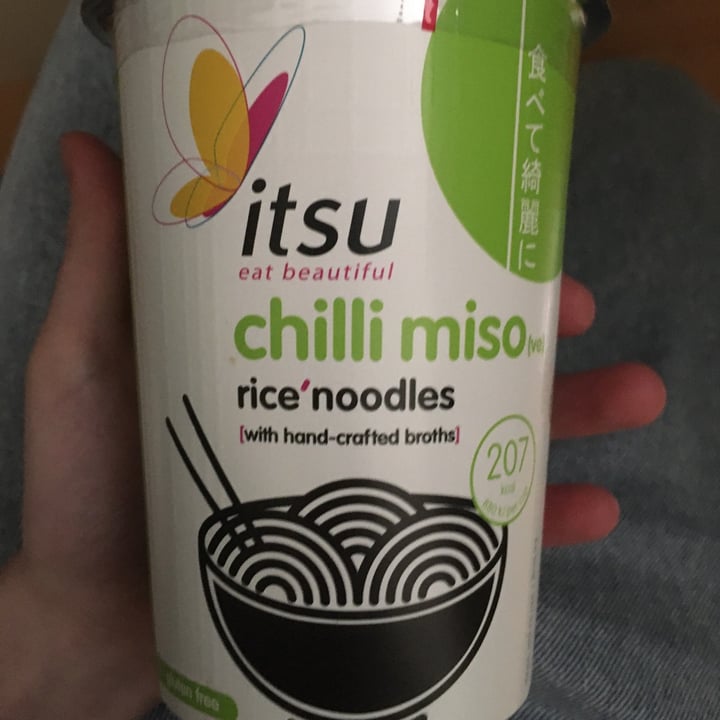 食べて綺麗に
itsu
eat beautiful
chilli miso (ve)
rice'noodles
[with hand-crafted broths]
207
kcal
gluten free